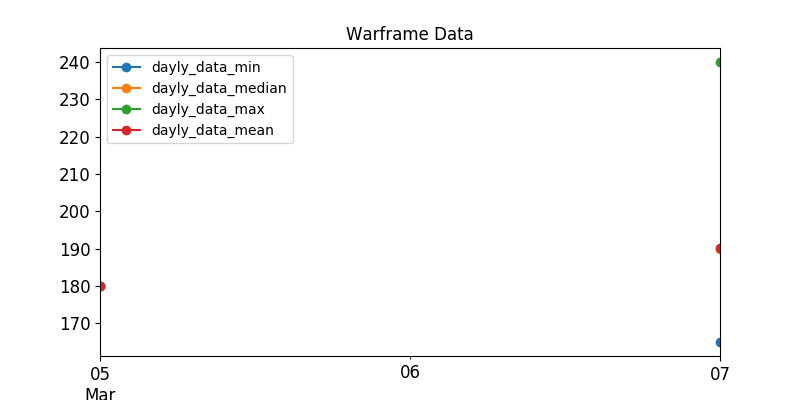 Warframe Data
240
230
220
210
200
190
180
170
dayly_data_min
dayly_data_median
dayly_data_max
dayly_data_mean
05
06
07
Mar